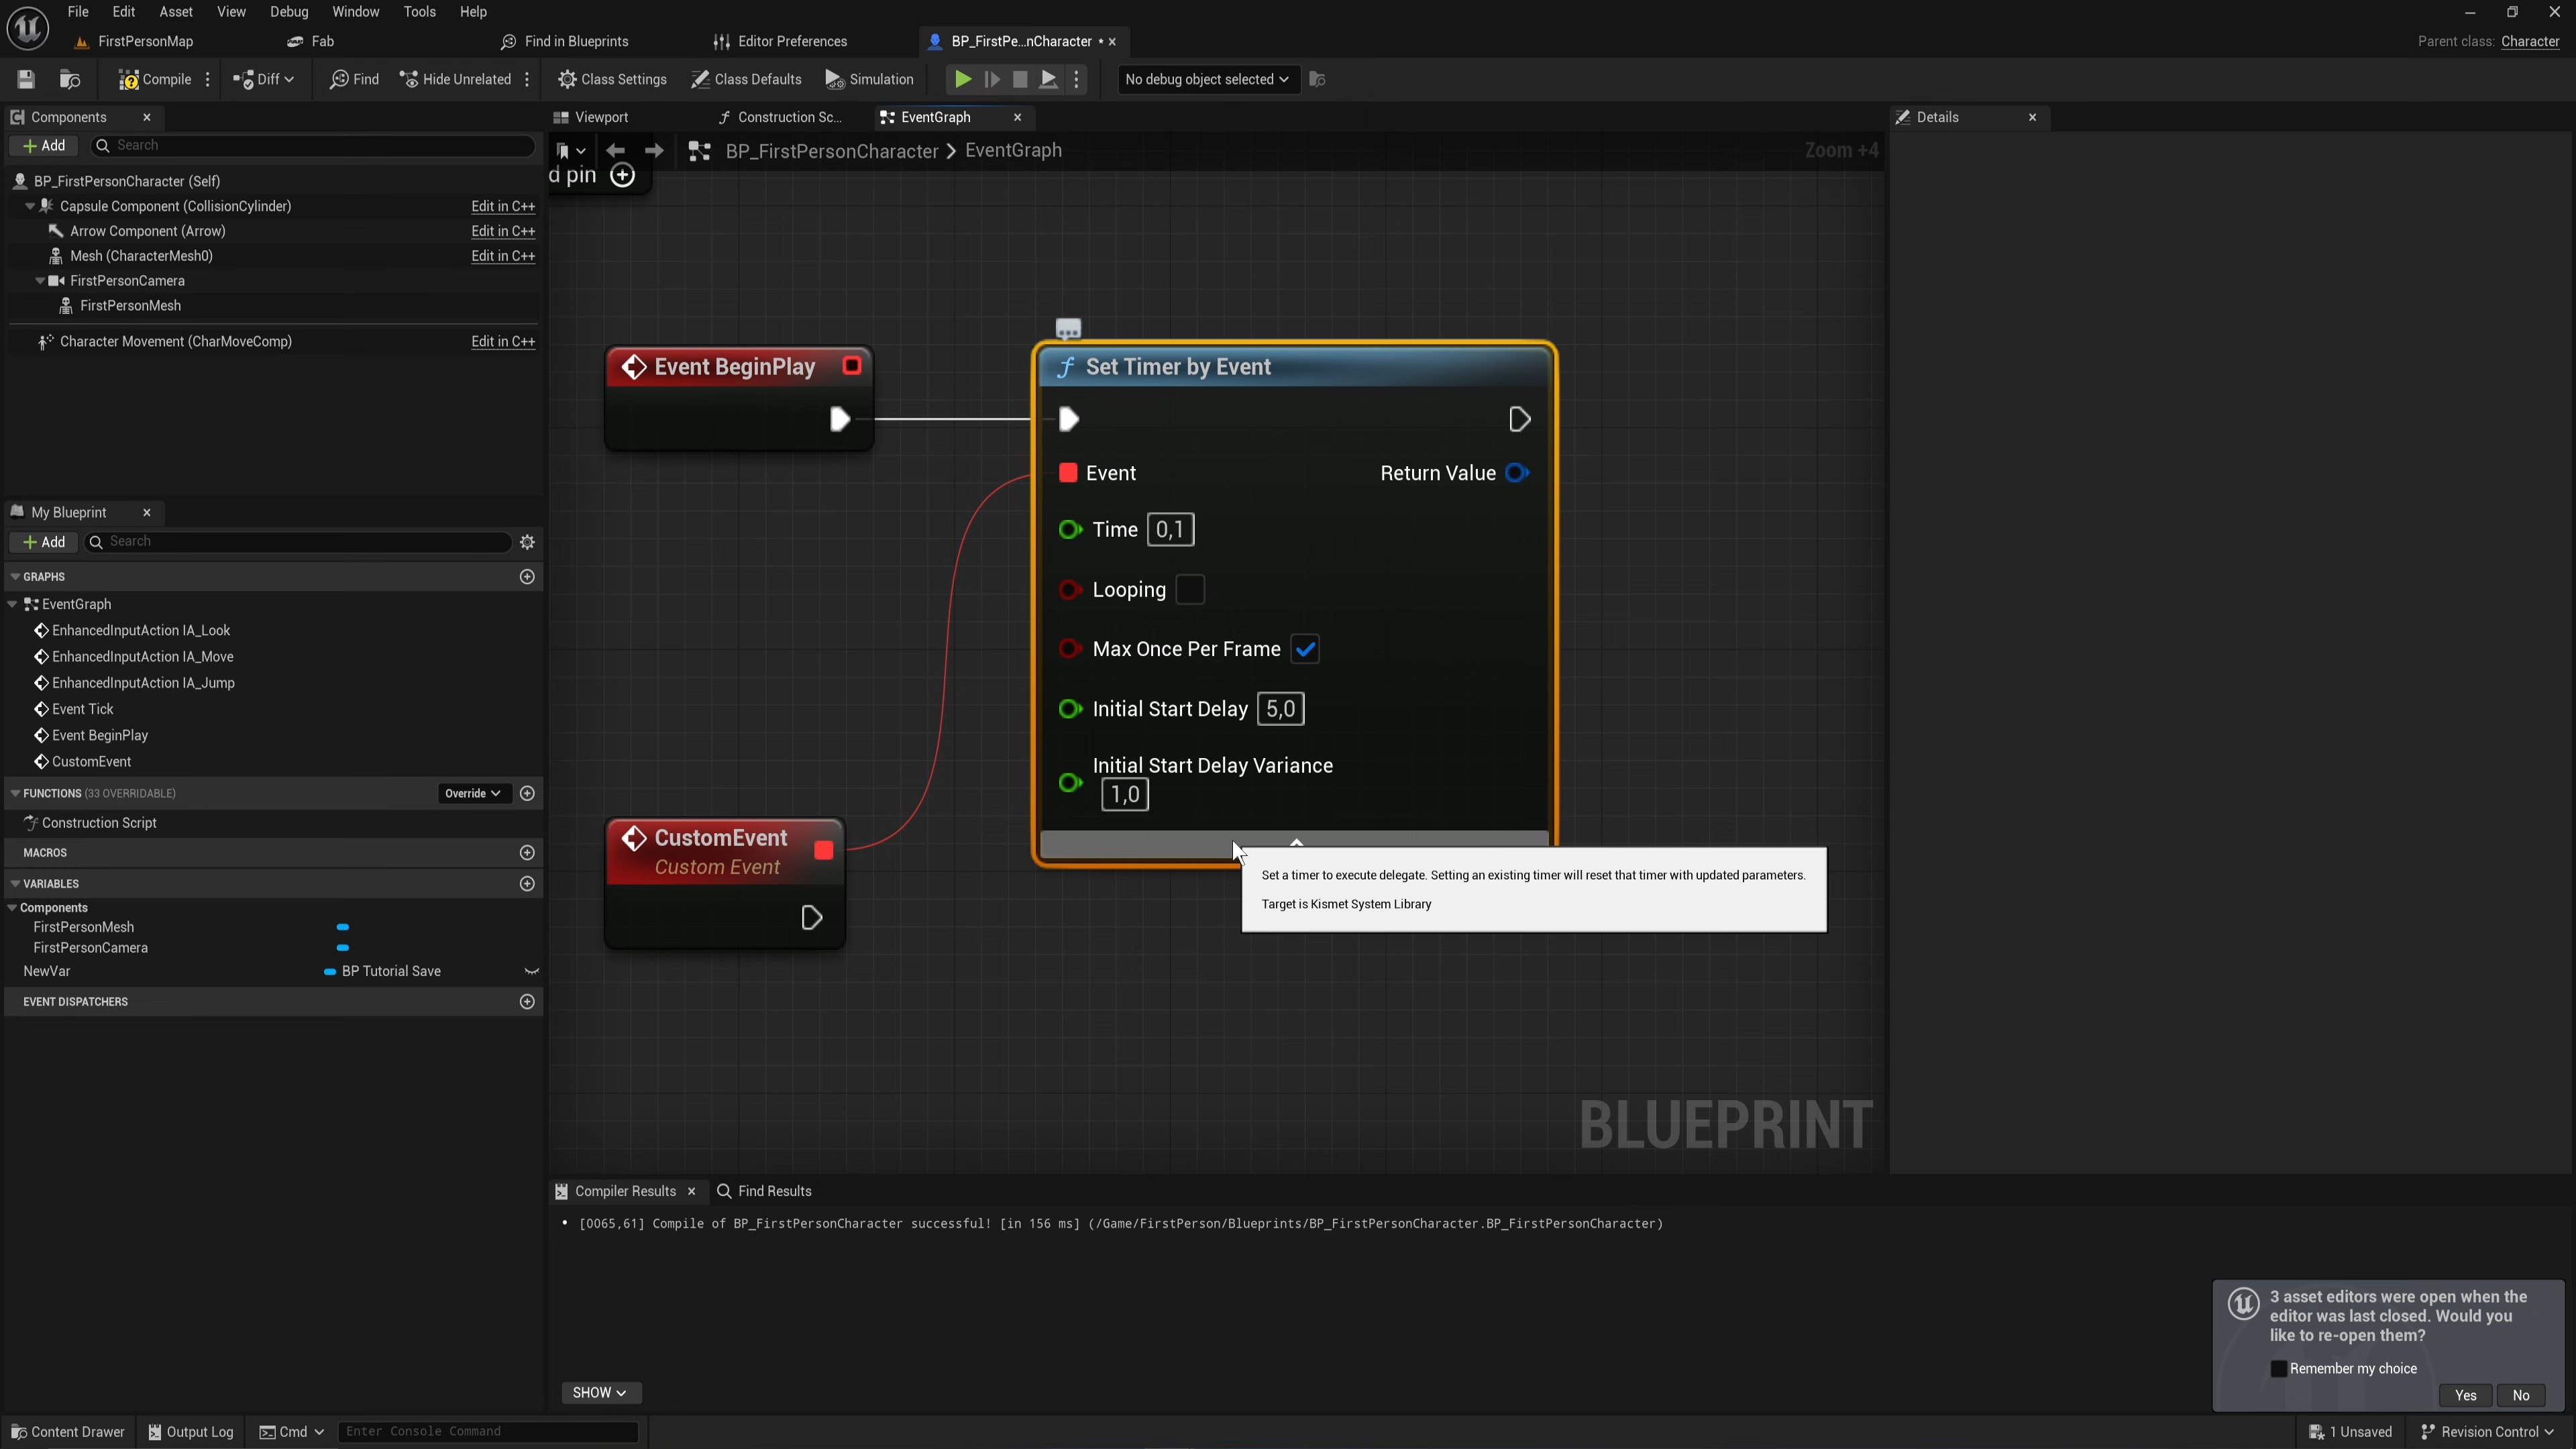 File Edit Asset View Debug Window Tools Help
FirstPersonMap Fab Find in Blueprints Editor Preferences BP_FirstPe...nCharacter * Parent class: Character
Compile Diff Find Hide Unrelated Class Settings Class Defaults Simulation No debug object selected
Components
Add Search
BP_FirstPersonCharacter (Self)
Capsule Component (CollisionCylinder) Edit in C++
Arrow Component (Arrow) Edit in C++
Mesh (CharacterMesh0) Edit in C++
FirstPersonCamera
FirstPersonMesh
Character Movement (CharMoveComp) Edit in C++
My Blueprint
Add Search
GRAPHS
EventGraph
EnhancedInputAction IA_Look
EnhancedInputAction IA_Move
EnhancedInputAction IA_Jump
Event Tick
Event BeginPlay
CustomEvent
FUNCTIONS (33 OVERRIDABLE) Override
Construction Script
MACROS
VARIABLES
Components
FirstPersonMesh
FirstPersonCamera
NewVar BP Tutorial Save
EVENT DISPATCHERS
Viewport Construction Sc... EventGraph
BP_FirstPersonCharacter > EventGraph Zoom +4
d pin
Event BeginPlay
Set Timer by Event
Event Return Value
Time 0,1
Looping
Max Once Per Frame
Initial Start Delay 5,0
Initial Start Delay Variance
1,0
CustomEvent
Custom Event
Set a timer to execute delegate. Setting an existing timer will reset that timer with updated parameters.
Target is Kismet System Library
BLUEPRINT
Details
Compiler Results Find Results
[0065,61] Compile of BP_FirstPersonCharacter successful! [in 156 ms] (/Game/FirstPerson/Blueprints/BP_FirstPersonCharacter.BP_FirstPersonCharacter)
SHOW
3 asset editors were open when the
editor was last closed. Would you
like to re-open them?
Remember my choice
Yes No
Content Drawer Output Log Cmd Enter Console Command 1 Unsaved Revision Control